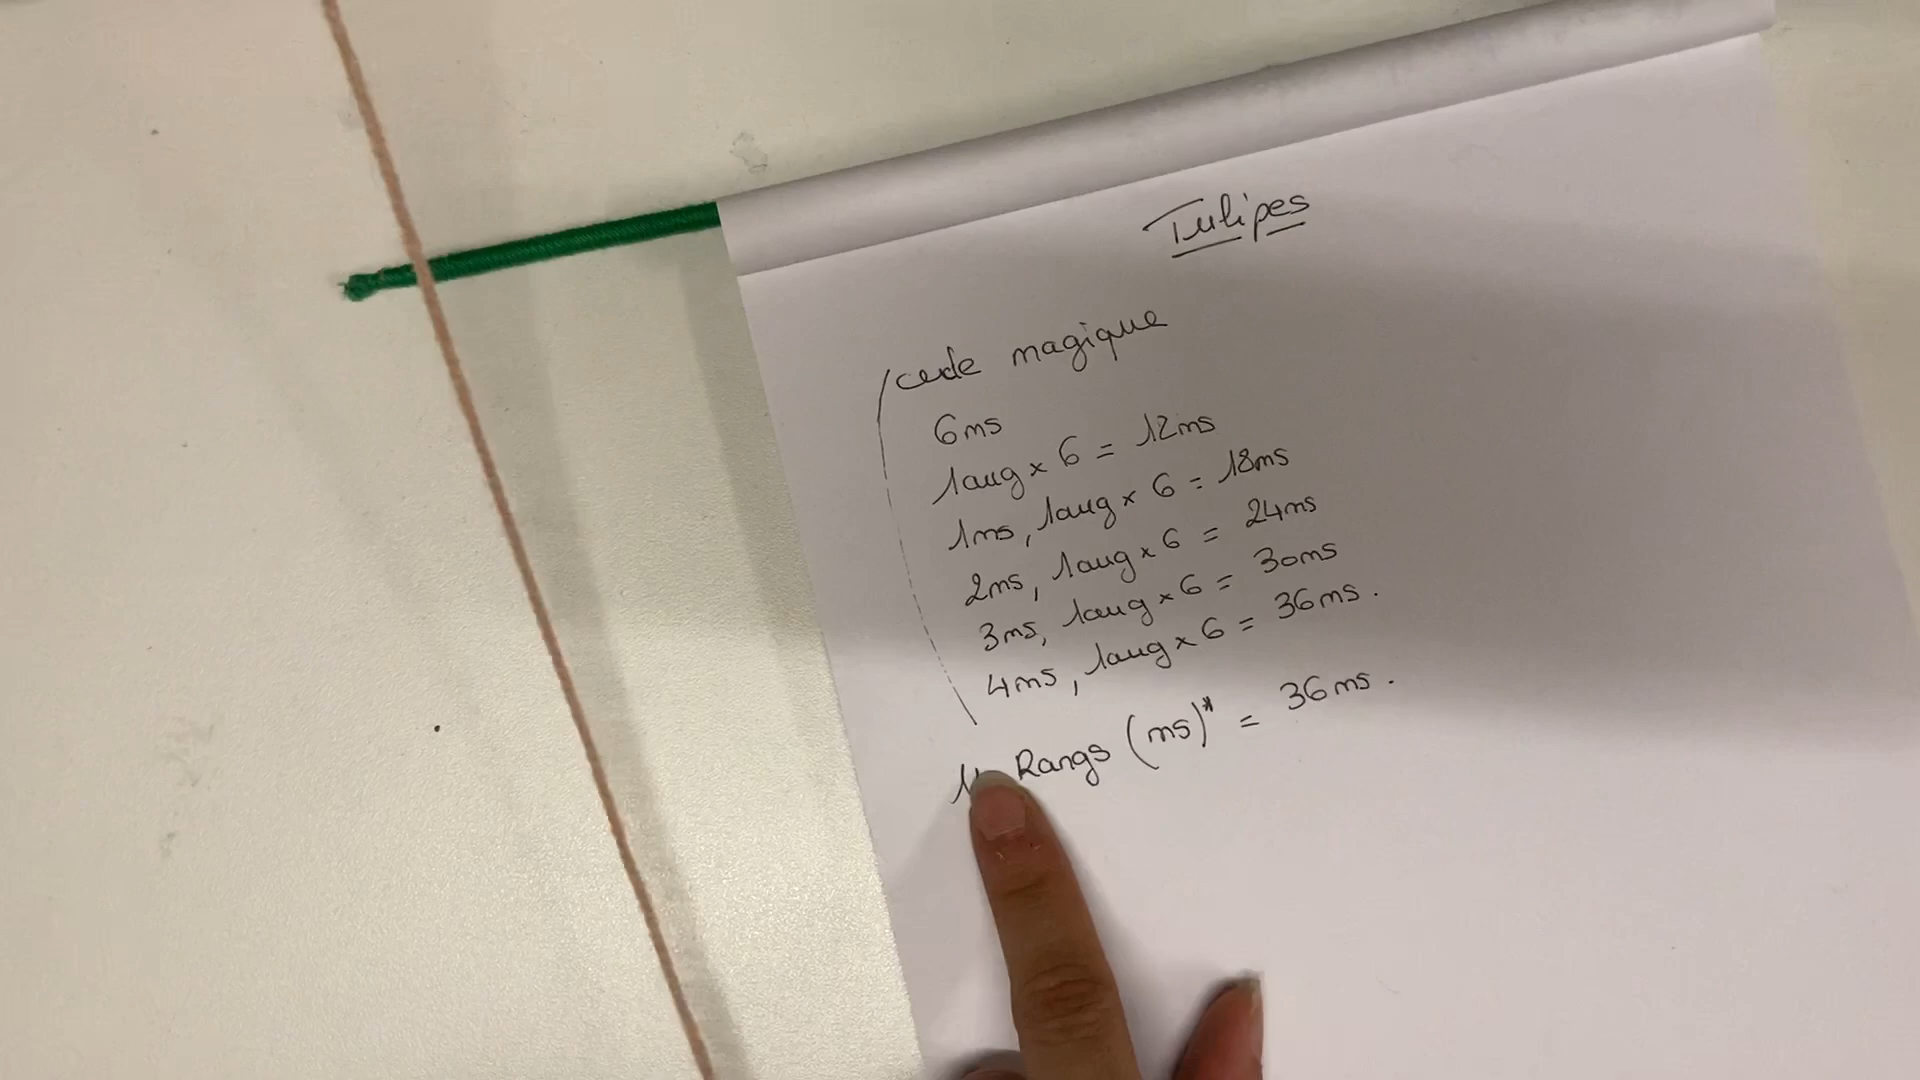 Tulipes
cercle magique
6ms
1aug x 6 = 12ms
1ms, 1aug x 6 = 18ms
2ms, 1aug x 6 = 24ms
3ms, 1aug x 6 = 30ms
4ms, 1aug x 6 = 36ms.
Rangs (ms)* = 36ms.